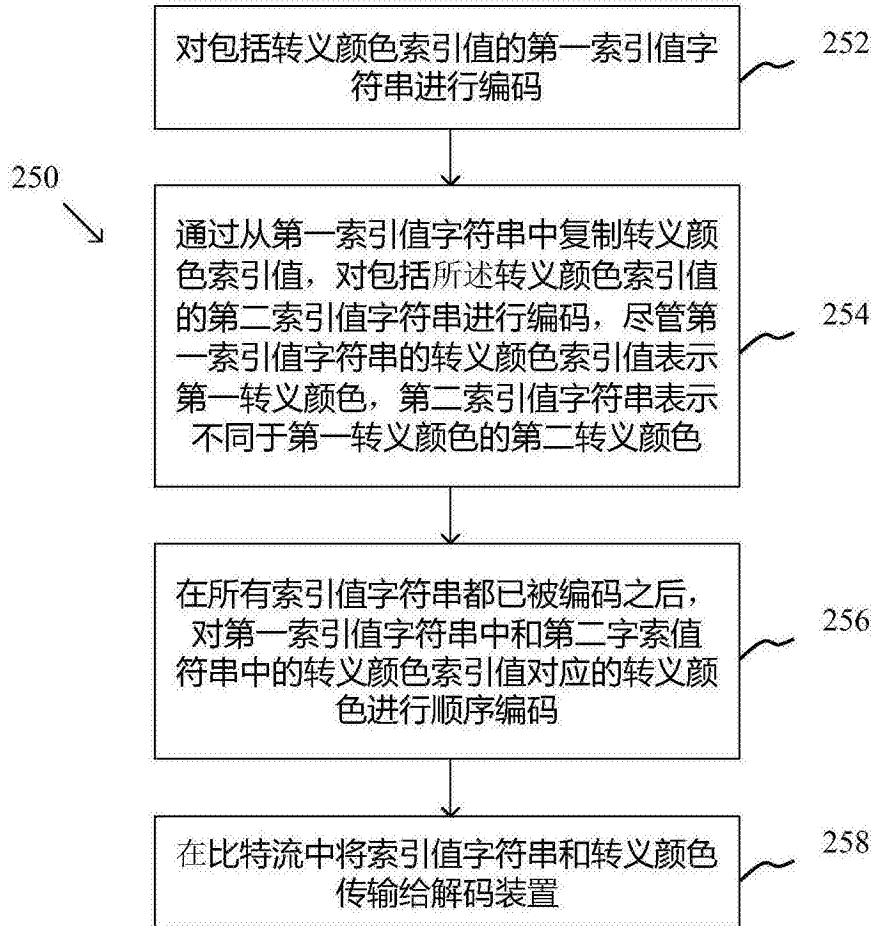 对包括转义颜色索引值的第一索引值字
符串进行编码
252
250
通过从第一索引值字符串中复制转义颜
色索引值，对包括所述转义颜色索引值
的第二索引值字符串进行编码，尽管第
一索引值字符串的转义颜色索引值表示
第一转义颜色，第二索引值字符串表示
不同于第一转义颜色的第二转义颜色
254
在所有索引值字符串都已被编码之后，
对第一索引值字符串中和第二字索值
符串中的转义颜色索引值对应的转义颜
色进行顺序编码
256
在比特流中将索引值字符串和转义颜色
传输给解码装置
258